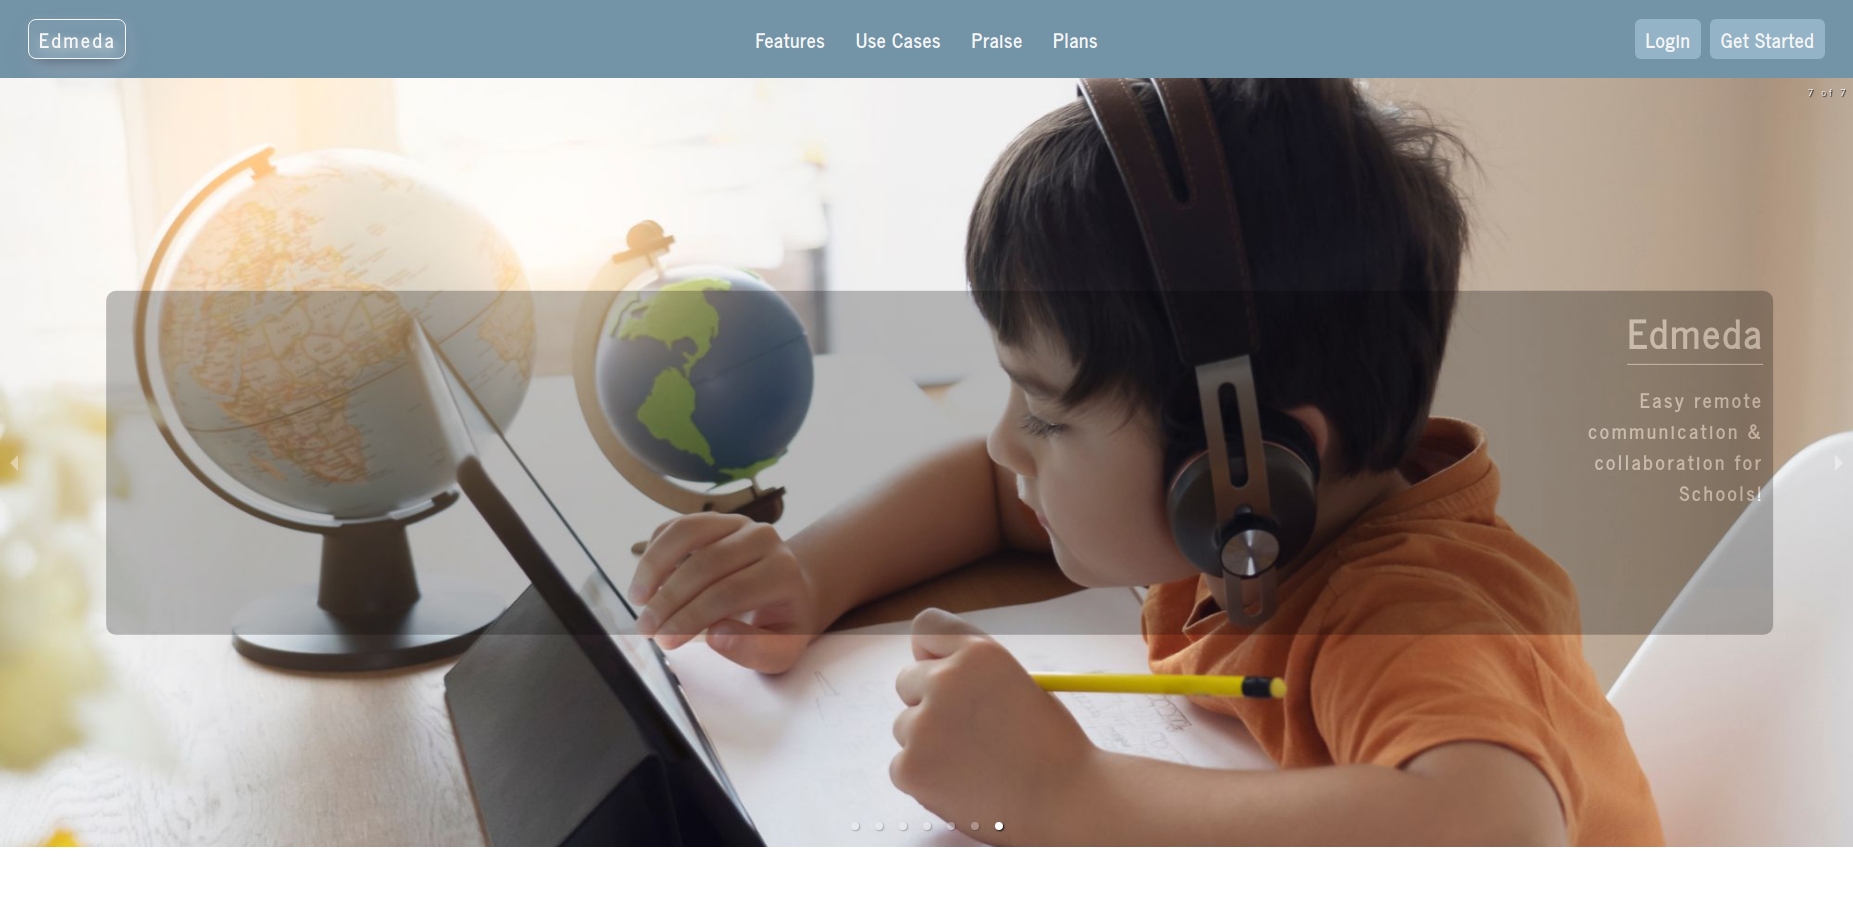 Edmeda
Features
Use Cases
Praise
Plans
Login
Get Started
7 of 7
Edmeda
Easy remote
communication &
collaboration for
Schools!